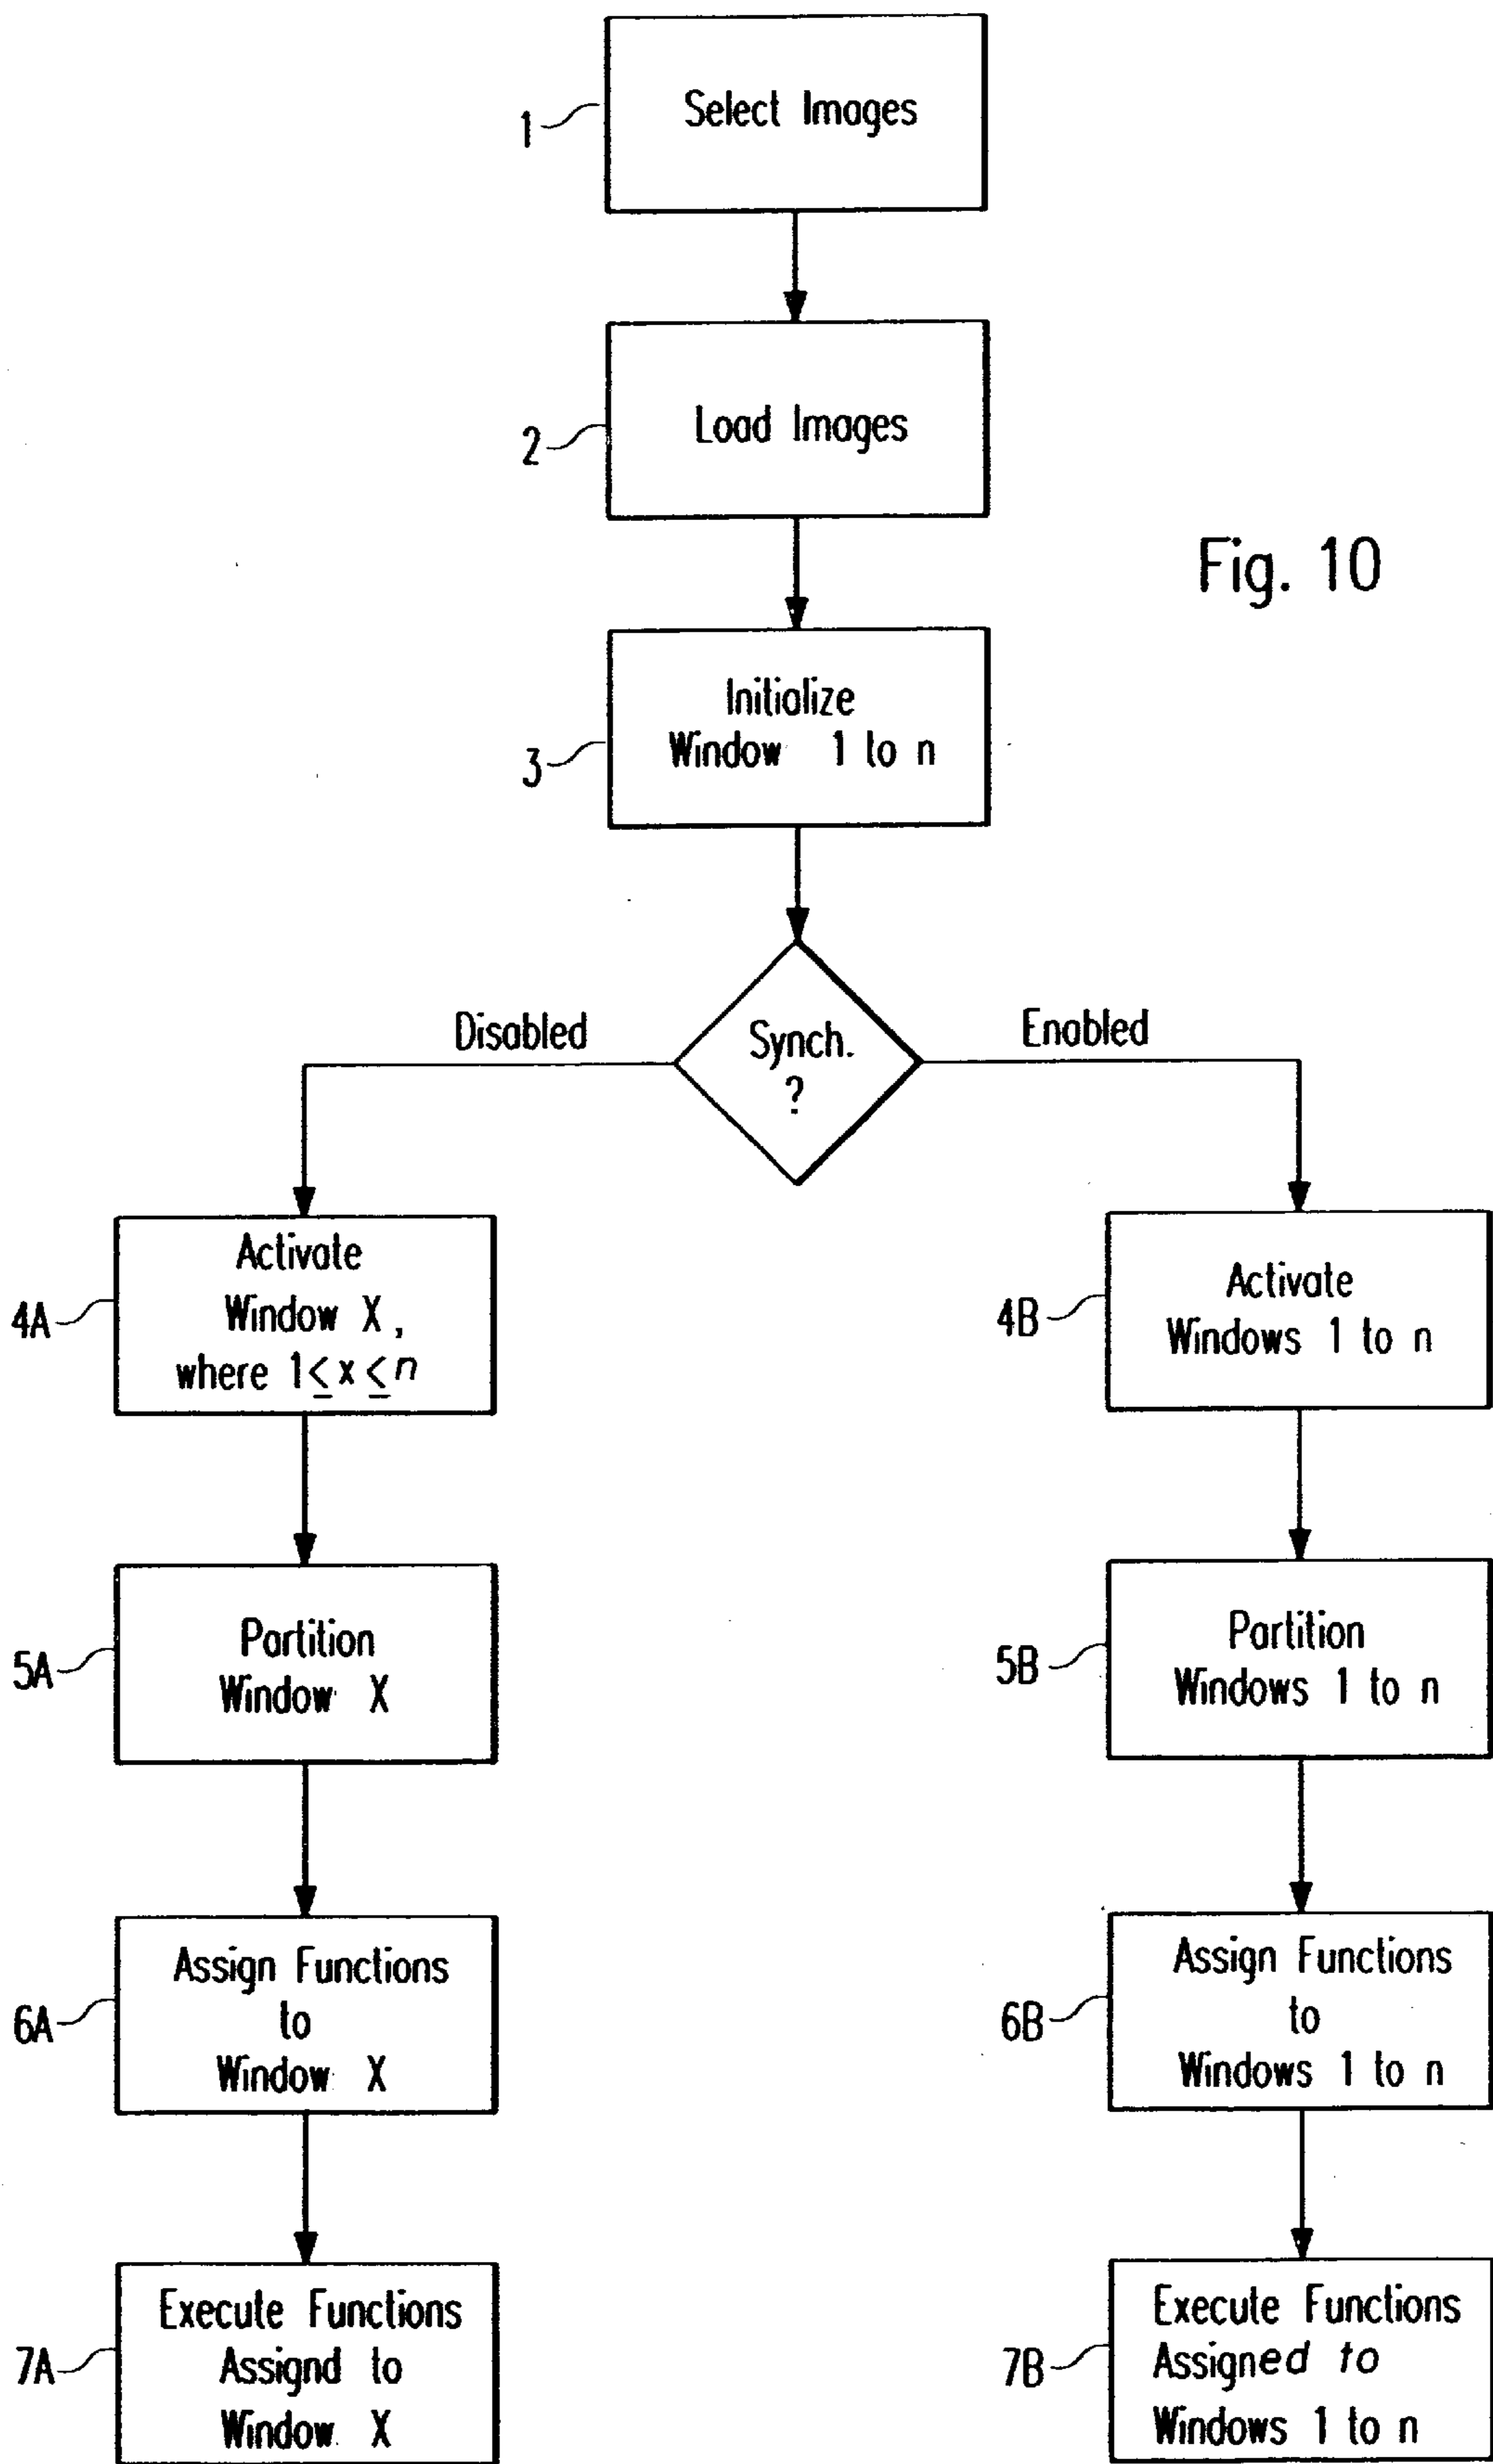 Select Images
1
Load Images
2
Fig. 10
Initialize
Window 1 to n
3
Disabled
Synch.
?
Enabled
Activate
Window X,
where 1≤x≤n
4A
Activate
Windows 1 to n
4B
Partition
Window X
5A
Partition
Windows 1 to n
5B
Assign Functions
to
Window X
6A
Assign Functions
to
Windows 1 to n
6B
Execute Functions
Assignd to
Window X
7A
Execute Functions
Assigned to
Windows 1 to n
7B